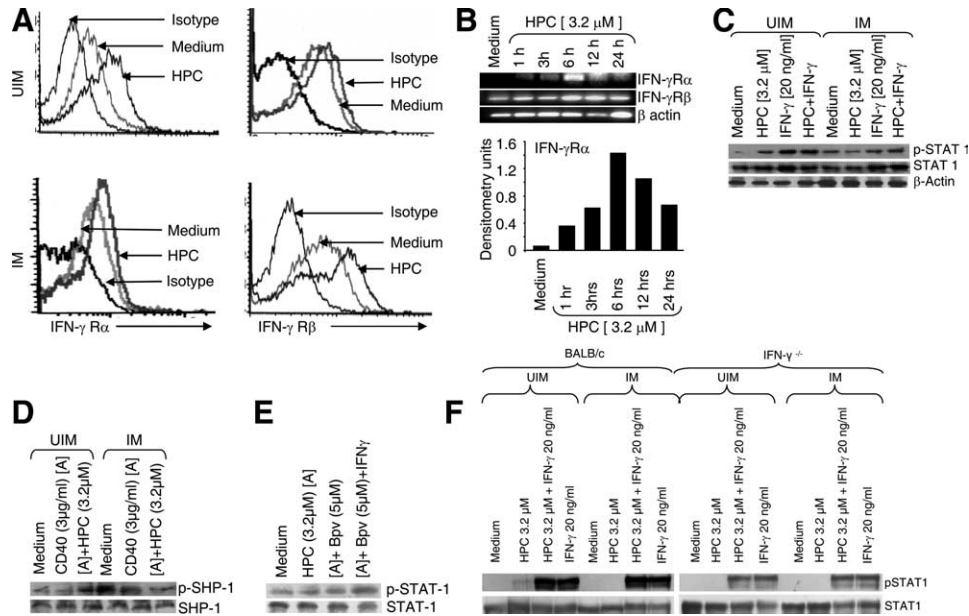 A
UIM
Isotype
Medium
HPC
Isotype
HPC
Medium
IM
Medium
HPC
Isotype
IFN-γ Rα
Isotype
Medium
HPC
IFN-γ Rβ
B
HPC [ 3.2 μM ]
Medium
1 h
3h
6 h
12 h
24 h
IFN-γRα
IFN-γRβ
β actin
IFN-γRα
Densitometry units
1.6
1.2
0.8
0.4
0
Medium
1 hr
3hrs
6 hrs
12 hrs
24 hrs
HPC [ 3.2 μM ]
C
UIM
IM
Medium
HPC [3.2 μM]
IFN-γ [20 ng/ml]
HPC+IFN-γ
Medium
HPC [3.2 μM]
IFN-γ [20 ng/ml]
HPC+IFN-γ
p-STAT 1
STAT 1
β-Actin
D
UIM
IM
Medium
CD40 (3μg/ml) [A]
[A]+HPC (3.2μM)
Medium
CD40 (3μg/ml) [A]
[A]+HPC (3.2μM)
p-SHP-1
SHP-1
E
Medium
HPC (3.2μM) [A]
[A]+ Bpv (5μM)
[A]+ Bpv (5μM)+IFNγ
p-STAT-1
STAT-1
F
BALB/c
IFN-γ -/-
UIM
IM
UIM
IM
Medium
HPC 3.2 μM
HPC 3.2 μM + IFN-γ 20 ng/ml
IFN-γ 20 ng/ml
Medium
HPC 3.2 μM
HPC 3.2 μM + IFN-γ 20 ng/ml
IFN-γ 20 ng/ml
Medium
HPC 3.2 μM
HPC 3.2 μM + IFN-γ 20 ng/ml
IFN-γ 20 ng/ml
Medium
HPC 3.2 μM
HPC 3.2 μM + IFN-γ 20 ng/ml
IFN-γ 20 ng/ml
pSTAT1
STAT1